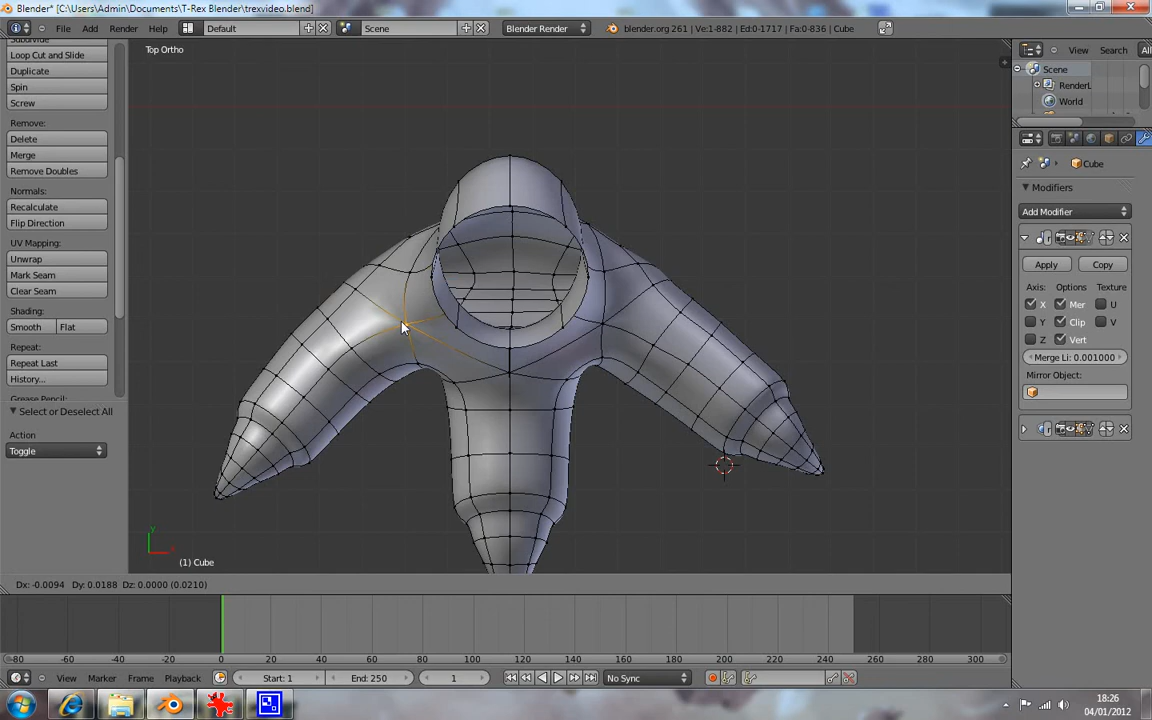 Blender* [C:\Users\Admin\Documents\T-Rex Blender\trexvideo.blend]
File Add Render Help Default Scene Blender Render blender.org 261 | Ve:1-882 | Ed:0-1717 | Fa:0-836 | Cube
Subdivide
Loop Cut and Slide
Duplicate
Spin
Screw
Remove:
Delete
Merge
Remove Doubles
Normals:
Recalculate
Flip Direction
UV Mapping:
Unwrap
Mark Seam
Clear Seam
Shading:
Smooth Flat
Repeat:
Repeat Last
History...
Grease Pencil:
Select or Deselect All
Action
Toggle
Top Ortho
y
x
(1) Cube
View Search All
Scene
RenderL
World
Cube
Modifiers
Add Modifier
Apply Copy
Axis: Options: Textures
X Mer U
Y Clip V
Z Vert
Merge Li: 0.001000
Mirror Object:
Dx: -0.0094 Dy: 0.0188 Dz: 0.0000 (0.0210)
-80 -60 -40 -20 0 20 40 60 80 100 120 140 160 180 200 220 240 260 280 300
View Marker Frame Playback Start: 1 End: 250 1 No Sync
18:26
04/01/2012